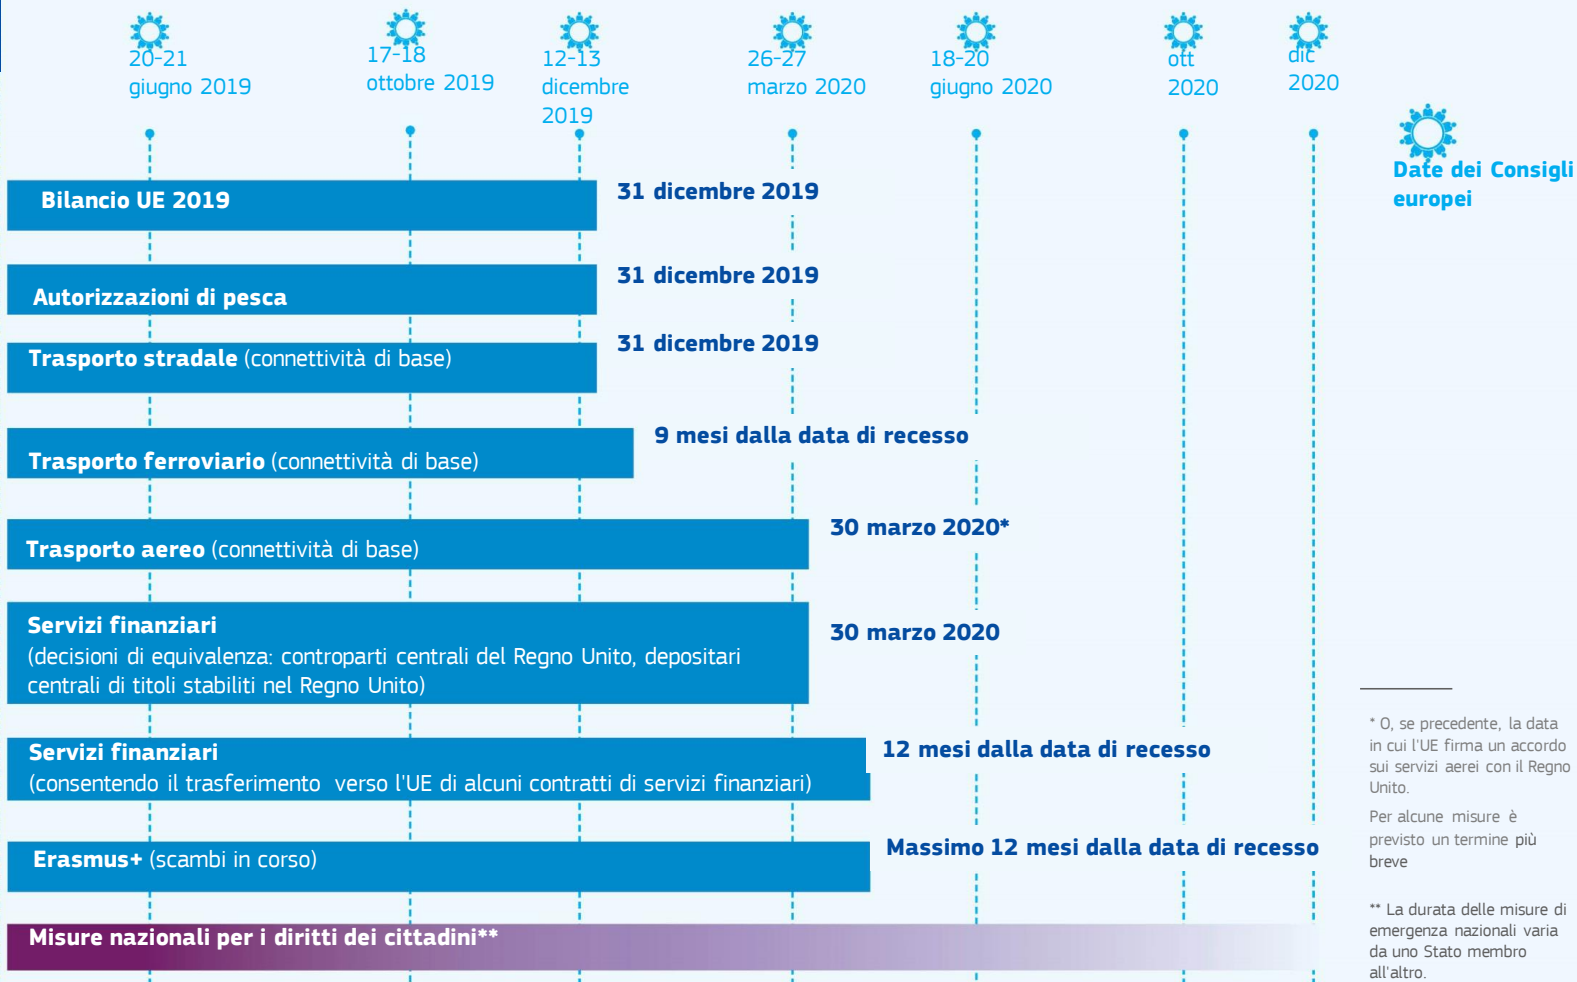 20-21
giugno 2019
17-18
ottobre 2019
12-13
dicembre
2019
26-27
marzo 2020
18-20
giugno 2020
ott
2020
dic
2020
Date dei Consigli
europei
Bilancio UE 2019
31 dicembre 2019
Autorizzazioni di pesca
31 dicembre 2019
Trasporto stradale (connettività di base)
31 dicembre 2019
Trasporto ferroviario (connettività di base)
9 mesi dalla data di recesso
Trasporto aereo (connettività di base)
30 marzo 2020*
Servizi finanziari
(decisioni di equivalenza: controparti centrali del Regno Unito, depositari
centrali di titoli stabiliti nel Regno Unito)
30 marzo 2020
Servizi finanziari
(consentendo il trasferimento verso l'UE di alcuni contratti di servizi finanziari)
12 mesi dalla data di recesso
Erasmus+ (scambi in corso)
Massimo 12 mesi dalla data di recesso
Misure nazionali per i diritti dei cittadini**
* O, se precedente, la data
in cui l'UE firma un accordo
sui servizi aerei con il Regno
Unito.
Per alcune misure è
previsto un termine più
breve
** La durata delle misure di
emergenza nazionali varia
da uno Stato membro
all'altro.